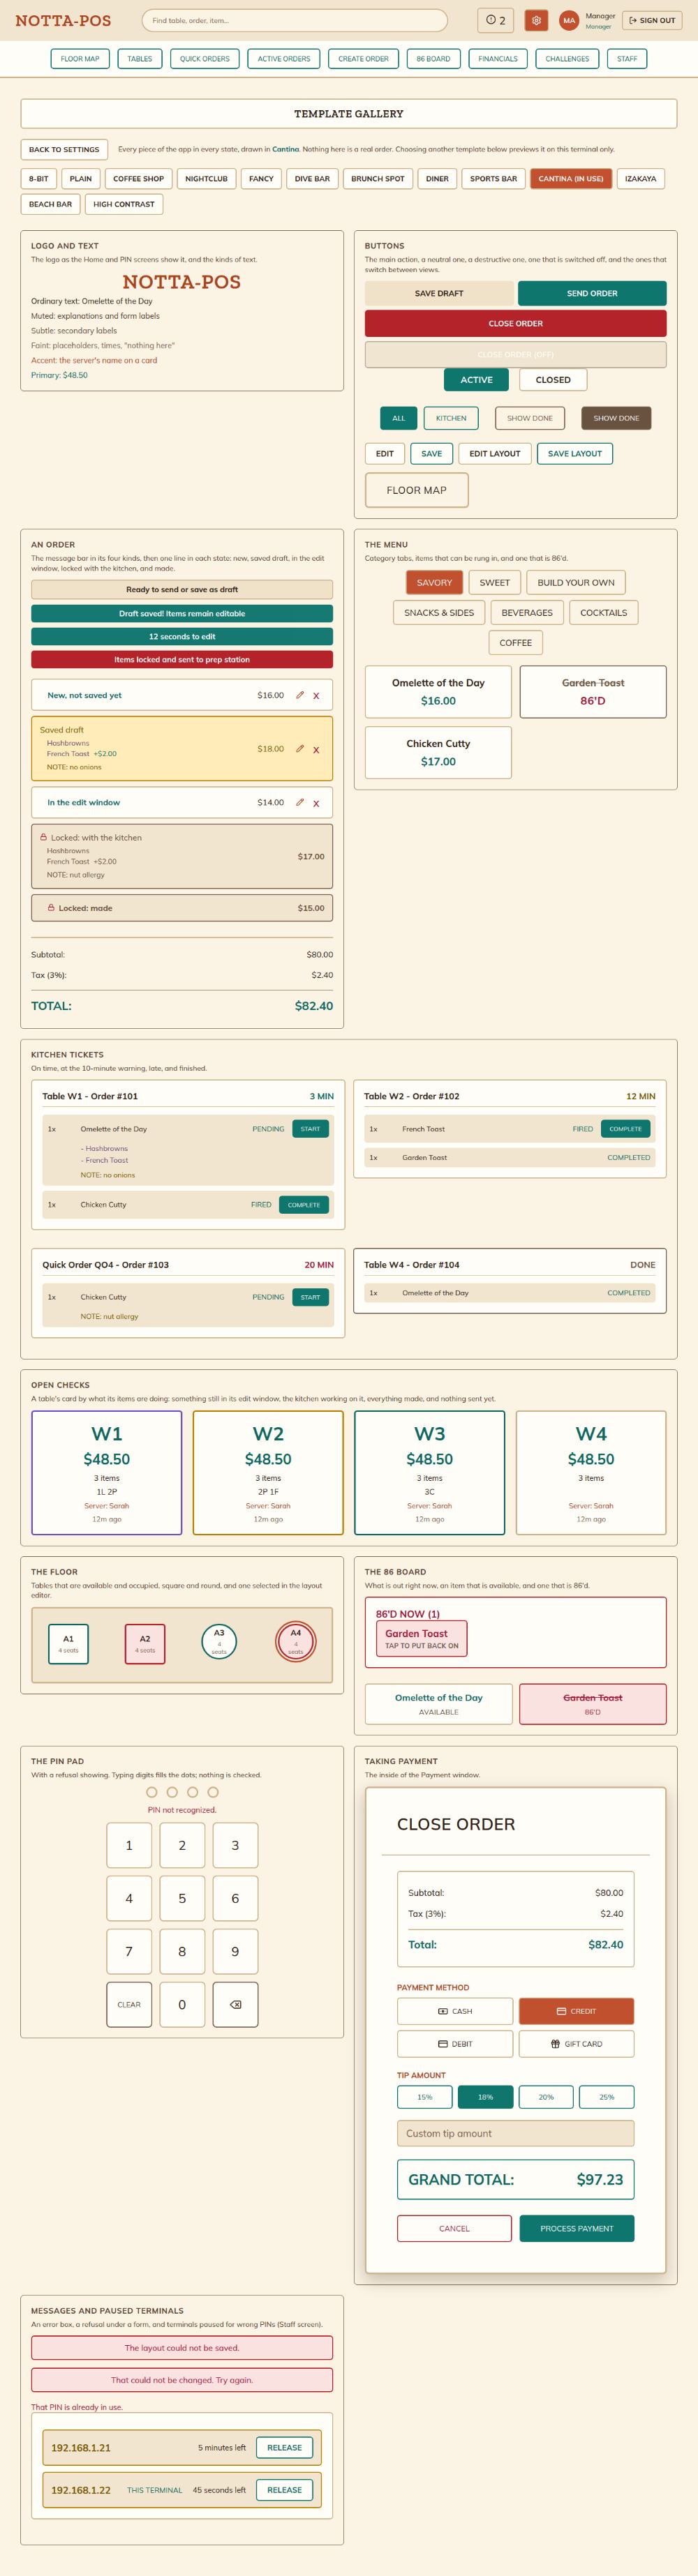 NOTTA-POS
Find table, order, item...
2
MA
Manager
Manager
SIGN OUT
FLOOR MAP
TABLES
QUICK ORDERS
ACTIVE ORDERS
CREATE ORDER
86 BOARD
FINANCIALS
CHALLENGES
STAFF
TEMPLATE GALLERY
BACK TO SETTINGS
Every piece of the app in every state, drawn in Cantina. Nothing here is a real order. Choosing another template below previews it on this terminal only.
8-BIT
PLAIN
COFFEE SHOP
NIGHTCLUB
FANCY
DIVE BAR
BRUNCH SPOT
DINER
SPORTS BAR
CANTINA (IN USE)
IZAKAYA
BEACH BAR
HIGH CONTRAST
LOGO AND TEXT
The logo as the Home and PIN screens show it, and the kinds of text.
NOTTA-POS
Ordinary text: Omelette of the Day
Muted: explanations and form labels
Subtle: secondary labels
Faint: placeholders, times, "nothing here"
Accent: the server's name on a card
Primary: $48.50
BUTTONS
The main action, a neutral one, a destructive one, one that is switched off, and the ones that
switch between views.
SAVE DRAFT
SEND ORDER
CLOSE ORDER
CLOSE ORDER (OFF)
ACTIVE
CLOSED
ALL
KITCHEN
SHOW DONE
SHOW DONE
EDIT
SAVE
EDIT LAYOUT
SAVE LAYOUT
FLOOR MAP
AN ORDER
The message bar in its four kinds, then one line in each state: new, saved draft, in the edit
window, locked with the kitchen, and made.
Ready to send or save as draft
Draft saved! Items remain editable
12 seconds to edit
Items locked and sent to prep station
New, not saved yet
$16.00
X
Saved draft
Hashbrowns
French Toast +$2.00
NOTE: no onions
$18.00
X
In the edit window
$14.00
X
Locked: with the kitchen
Hashbrowns
French Toast +$2.00
NOTE: nut allergy
$17.00
Locked: made
$15.00
Subtotal:
$80.00
Tax (3%):
$2.40
TOTAL:
$82.40
THE MENU
Category tabs, items that can be rung in, and one that is 86'd.
SAVORY
SWEET
BUILD YOUR OWN
SNACKS & SIDES
BEVERAGES
COCKTAILS
COFFEE
Omelette of the Day
$16.00
Garden Toast
86'D
Chicken Cutty
$17.00
KITCHEN TICKETS
On time, at the 10-minute warning, late, and finished.
Table W1 - Order #101
3 MIN
1x
Omelette of the Day
PENDING
START
- Hashbrowns
- French Toast
NOTE: no onions
1x
Chicken Cutty
FIRED
COMPLETE
Table W2 - Order #102
12 MIN
1x
French Toast
FIRED
COMPLETE
1x
Garden Toast
COMPLETED
Quick Order QO4 - Order #103
20 MIN
1x
Chicken Cutty
PENDING
START
NOTE: nut allergy
Table W4 - Order #104
DONE
1x
Omelette of the Day
COMPLETED
OPEN CHECKS
A table's card by what its items are doing: something still in its edit window, the kitchen working on it, everything made, and nothing sent yet.
W1
$48.50
3 items
1L 2P
Server: Sarah
12m ago
W2
$48.50
3 items
2P 1F
Server: Sarah
12m ago
W3
$48.50
3 items
3C
Server: Sarah
12m ago
W4
$48.50
3 items
Server: Sarah
12m ago
THE FLOOR
Tables that are available and occupied, square and round, and one selected in the layout
editor.
A1
4 seats
A2
4 seats
A3
4
seats
A4
4
seats
THE 86 BOARD
What is out right now, an item that is available, and one that is 86'd.
86'D NOW (1)
Garden Toast
TAP TO PUT BACK ON
Omelette of the Day
AVAILABLE
Garden Toast
86'D
THE PIN PAD
With a refusal showing. Typing digits fills the dots; nothing is checked.
PIN not recognized.
1
2
3
4
5
6
7
8
9
CLEAR
0
TAKING PAYMENT
The inside of the Payment window.
CLOSE ORDER
Subtotal:
$80.00
Tax (3%):
$2.40
Total:
$82.40
PAYMENT METHOD
CASH
CREDIT
DEBIT
GIFT CARD
TIP AMOUNT
15%
18%
20%
25%
Custom tip amount
GRAND TOTAL:
$97.23
CANCEL
PROCESS PAYMENT
MESSAGES AND PAUSED TERMINALS
An error box, a refusal under a form, and terminals paused for wrong PINs (Staff screen).
The layout could not be saved.
That could not be changed. Try again.
That PIN is already in use.
192.168.1.21
5 minutes left
RELEASE
192.168.1.22
THIS TERMINAL
45 seconds left
RELEASE